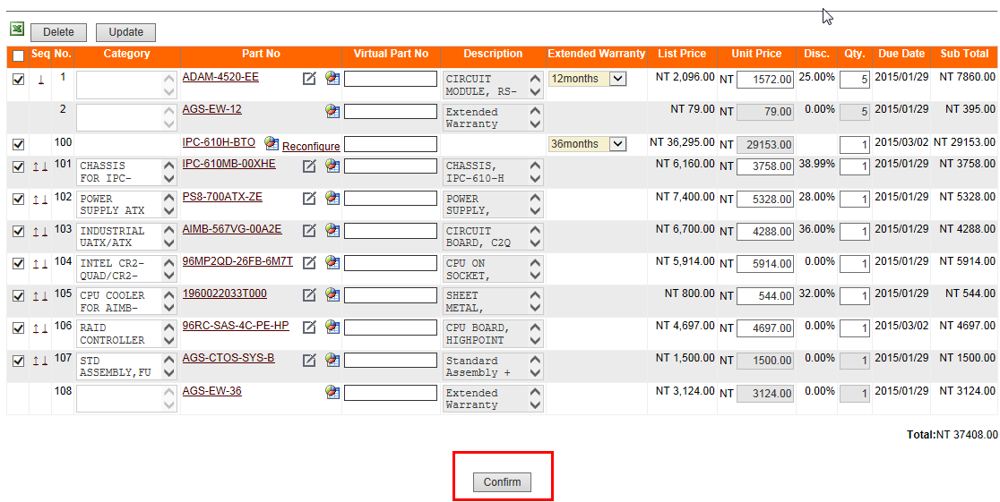 Delete Update
Seq No. Category Part No Virtual Part No Description Extended Warranty List Price Unit Price Disc. Qty. Due Date Sub Total
1 ADAM-4520-EE CIRCUIT MODULE, RS- 12months NT 2,096.00 NT 1572.00 25.00% 5 2015/01/29 NT 7860.00
2 AGS-EW-12 Extended Warranty NT 79.00 NT 79.00 0.00% 5 2015/01/29 NT 395.00
100 IPC-610H-BTO Reconfigure 36months NT 36,295.00 NT 29153.00 1 2015/03/02 NT 29153.00
101 CHASSIS FOR IPC- IPC-610MB-00XHE CHASSIS, IPC-610-H NT 6,160.00 NT 3758.00 38.99% 1 2015/01/29 NT 3758.00
102 POWER SUPPLY ATX PS8-700ATX-ZE POWER SUPPLY, NT 7,400.00 NT 5328.00 28.00% 1 2015/01/29 NT 5328.00
103 INDUSTRIAL UATX/ATX AIMB-567VG-00A2E CIRCUIT BOARD, C2Q NT 6,700.00 NT 4288.00 36.00% 1 2015/01/29 NT 4288.00
104 INTEL CR2- QUAD/CR2- 96MP2QD-26FB-6M7T CPU ON SOCKET, NT 5,914.00 NT 5914.00 0.00% 1 2015/01/29 NT 5914.00
105 CPU COOLER FOR AIMB- 1960022033T000 SHEET METAL, NT 800.00 NT 544.00 32.00% 1 2015/01/29 NT 544.00
106 RAID CONTROLLER 96RC-SAS-4C-PE-HP CPU BOARD, HIGHPOINT NT 4,697.00 NT 4697.00 0.00% 1 2015/03/02 NT 4697.00
107 STD ASSEMBLY,FU AGS-CTOS-SYS-B Standard Assembly + NT 1,500.00 NT 1500.00 0.00% 1 2015/01/29 NT 1500.00
108 AGS-EW-36 Extended Warranty NT 3,124.00 NT 3124.00 0.00% 1 2015/01/29 NT 3124.00
Total:NT 37408.00
Confirm